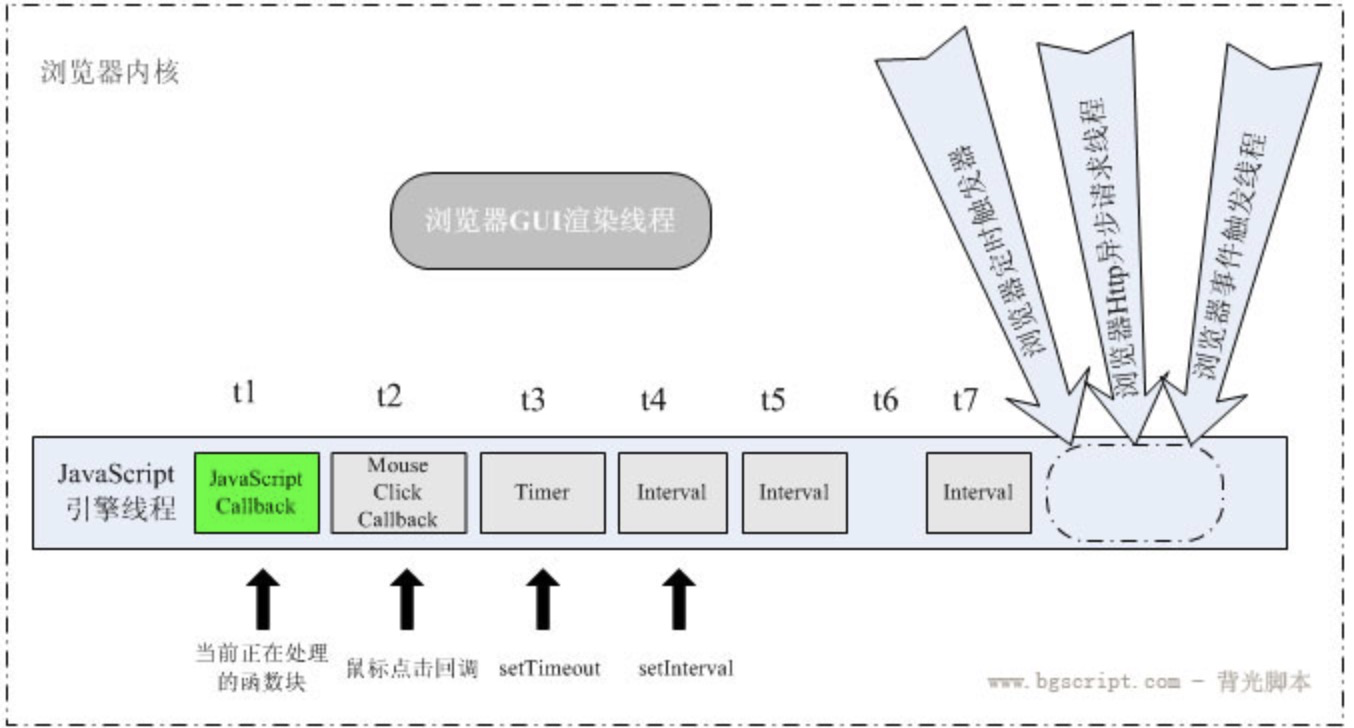 浏览器内核
浏览器GUI渲染线程
浏览器定时触发器
浏览器Http异步请求线程
浏览器事件触发线程
t1
t2
t3
t4
t5
t6
t7
JavaScript
引擎线程
JavaScript
Callback
Mouse
Click
Callback
Timer
Interval
Interval
Interval
当前正在处理
的函数块
鼠标点击回调
setTimeout
setInterval
www.bgscript.com - 背光脚本